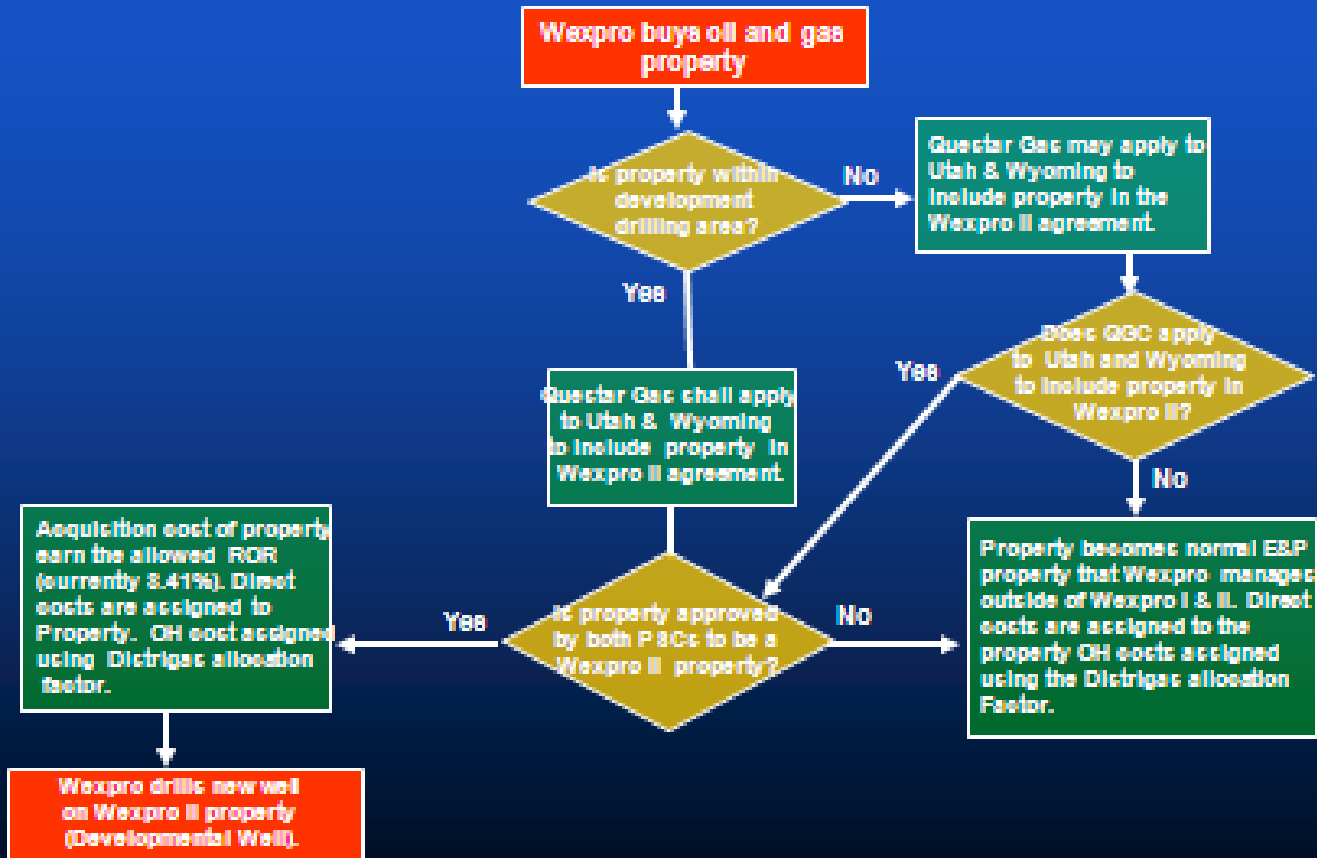 Wexpro buys oil and gas
property
Is property within
development
drilling area?
No
Questar Gas may apply to
Utah & Wyoming to
include property in the
Wexpro II agreement.
Yes
Does QGC apply
to Utah and Wyoming
to include property in
Wexpro II?
Yes
No
Questar Gas shall apply
to Utah & Wyoming
to include property in
Wexpro II agreement.
Acquisition cost of property
earn the allowed ROR
(currently 8.41%). Direct
costs are assigned to
Property. OH cost assigned
using Distrigas allocation
factor.
Yes
Is property approved
by both PSCs to be a
Wexpro II property?
No
Property becomes normal E&P
property that Wexpro manages
outside of Wexpro I & II. Direct
costs are assigned to the
property OH costs assigned
using the Distrigas allocation
Factor.
Wexpro drills new well
on Wexpro II property
(Developmental Well).